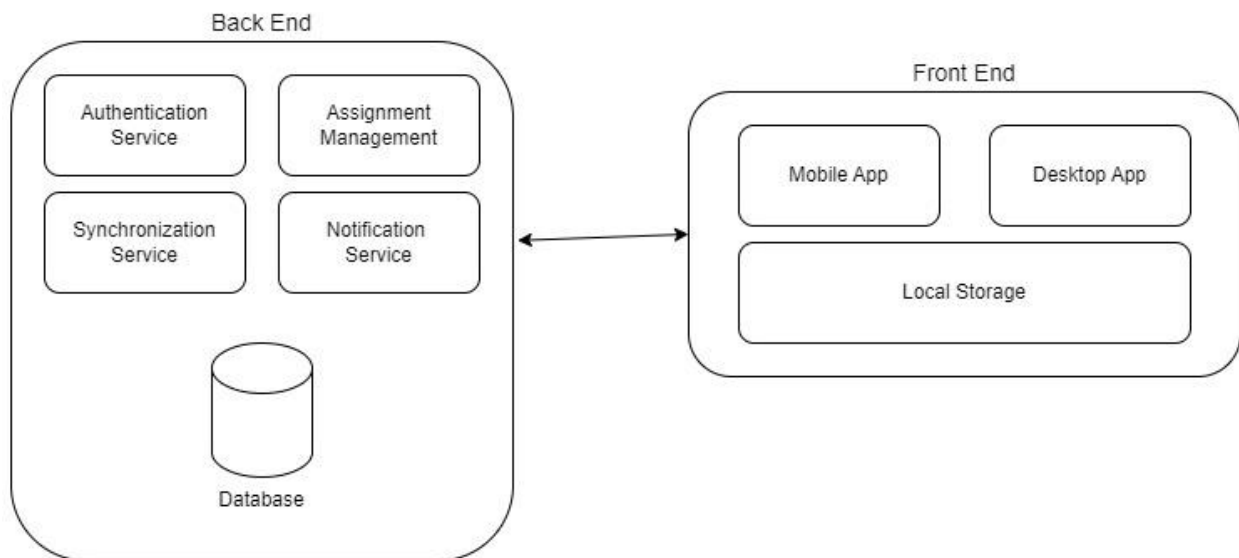 Back End
Authentication
Service
Assignment
Management
Synchronization
Service
Notification
Service
Database
Front End
Mobile App
Desktop App
Local Storage